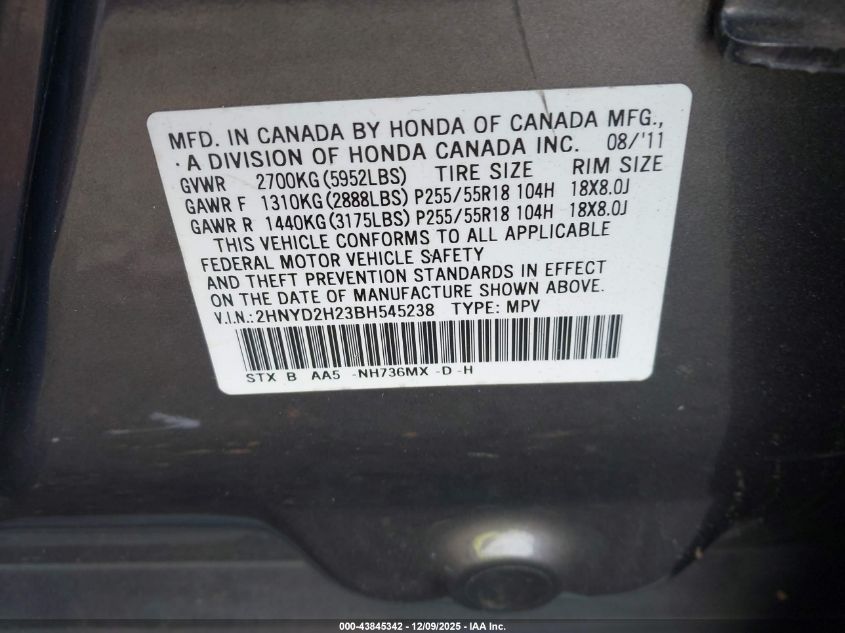 MFD. IN CANADA BY HONDA OF CANADA MFG.,
A DIVISION OF HONDA CANADA INC. 08/'11
GVWR 2700KG(5952LBS) TIRE SIZE RIM SIZE
GAWR F 1310KG(2888LBS) P255/55R18 104H 18X8.0J
GAWR R 1440KG(3175LBS) P255/55R18 104H 18X8.0J
THIS VEHICLE CONFORMS TO ALL APPLICABLE
FEDERAL MOTOR VEHICLE SAFETY
AND THEFT PREVENTION STANDARDS IN EFFECT
ON THE DATE OF MANUFACTURE SHOWN ABOVE.
V.I.N.:2HNYD2H23BH545238 TYPE: MPV
STX B AA5 -NH736MX -D -H
000-43845342 - 12/09/2025 - IAA Inc.